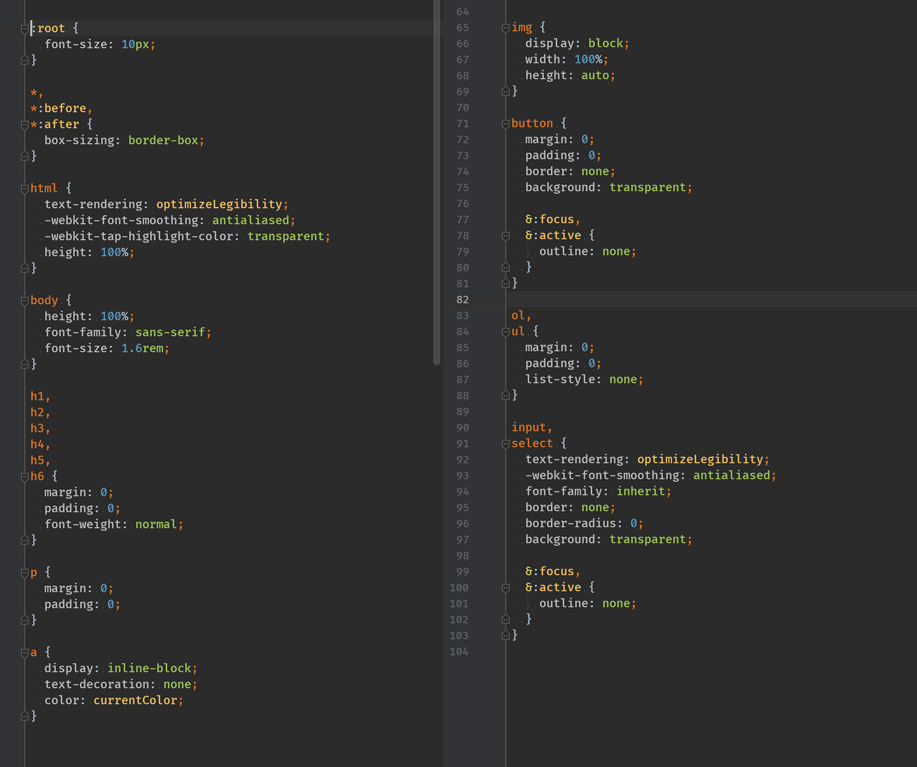 :root {
font-size: 10px;
}
*,
*:before,
*:after {
box-sizing: border-box;
}
html {
text-rendering: optimizeLegibility;
-webkit-font-smoothing: antialiased;
-webkit-tap-highlight-color: transparent;
height: 100%;
}
body {
height: 100%;
font-family: sans-serif;
font-size: 1.6rem;
}
h1,
h2,
h3,
h4,
h5,
h6 {
margin: 0;
padding: 0;
font-weight: normal;
}
p {
margin: 0;
padding: 0;
}
a {
display: inline-block;
text-decoration: none;
color: currentColor;
}
64
65 img {
66 display: block;
67 width: 100%;
68 height: auto;
69 }
70
71 button {
72 margin: 0;
73 padding: 0;
74 border: none;
75 background: transparent;
76
77 &:focus,
78 &:active {
79 outline: none;
80 }
81 }
82
83 ol,
84 ul {
85 margin: 0;
86 padding: 0;
87 list-style: none;
88 }
89
90 input,
91 select {
92 text-rendering: optimizeLegibility;
93 -webkit-font-smoothing: antialiased;
94 font-family: inherit;
95 border: none;
96 border-radius: 0;
97 background: transparent;
98
99 &:focus,
100 &:active {
101 outline: none;
102 }
103 }
104